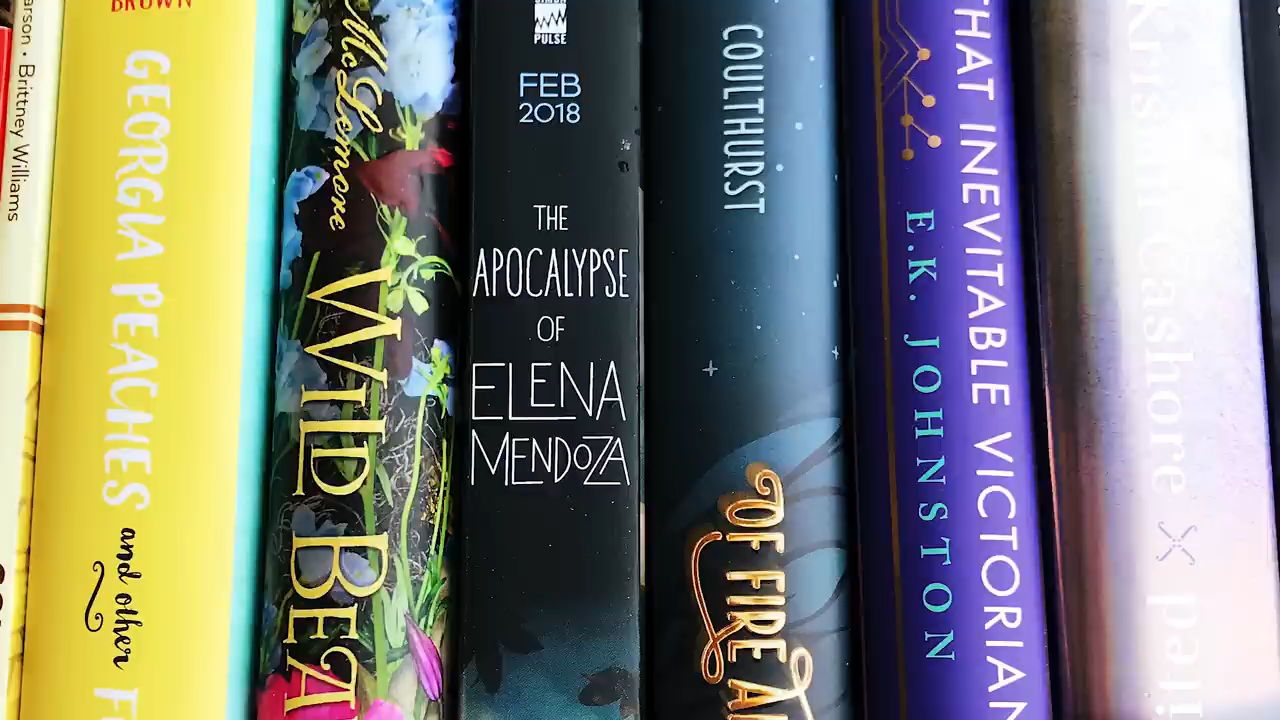 arson • Brittney Williams
BROWN
GEORGIA PEACHES and other
McLemore WILD BEA
PULSE
FEB
2018
THE
APOCALYPSE
OF
ELENA
MENDOZA
COULTHURST
OF FIRE A
THAT INEVITABLE VICTORIAN
E.K. JOHNSTON
Kristin Cashore